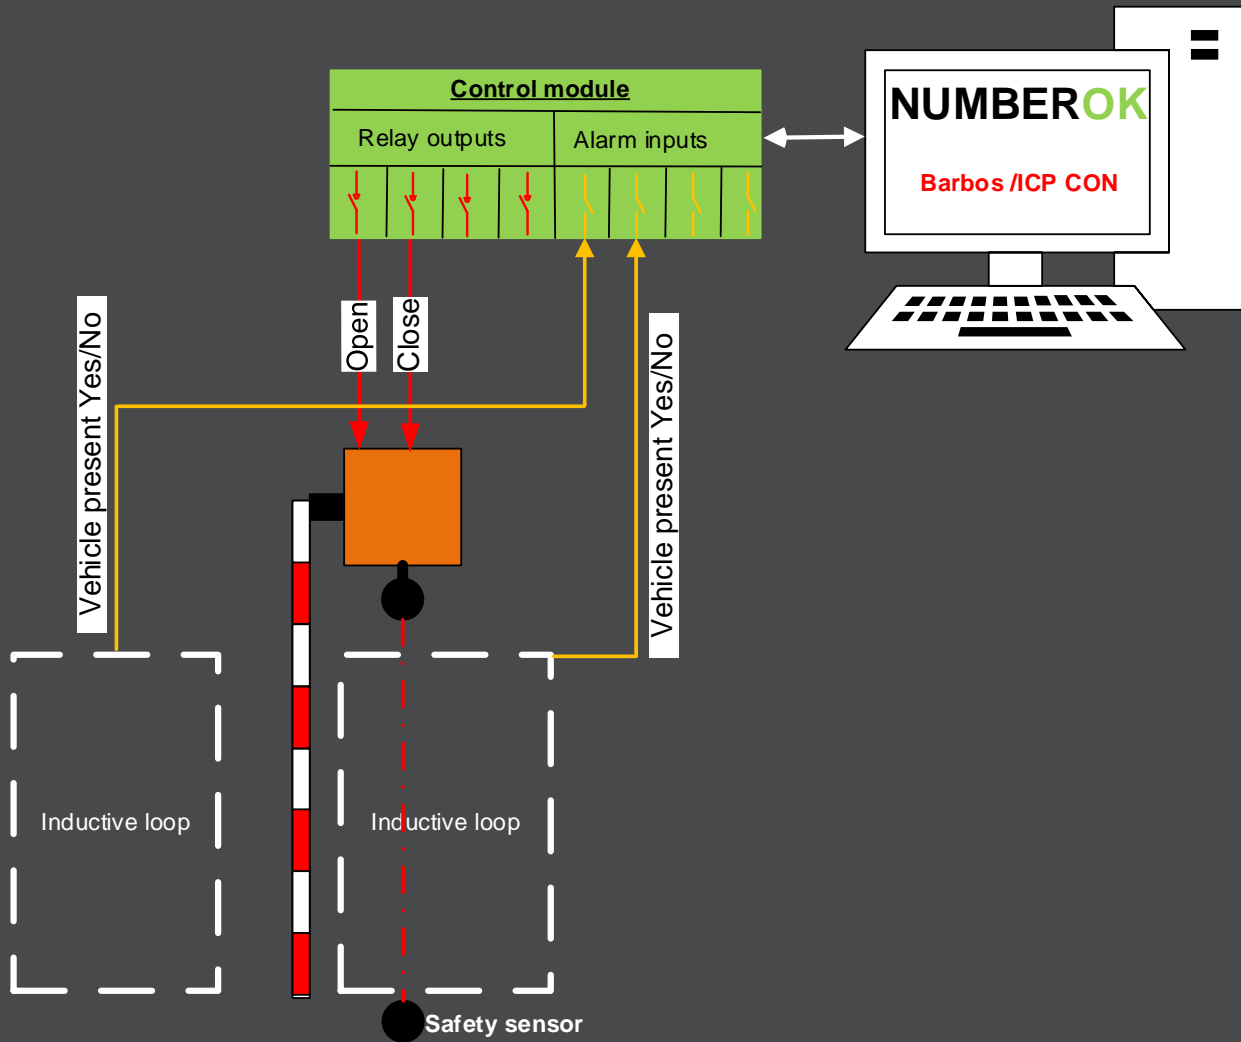 Control module
Relay outputs
Alarm inputs
NUMBEROK
Barbos /ICP CON
Open
Close
Vehicle present Yes/No
Vehicle present Yes/No
Inductive loop
Inductive loop
Safety sensor